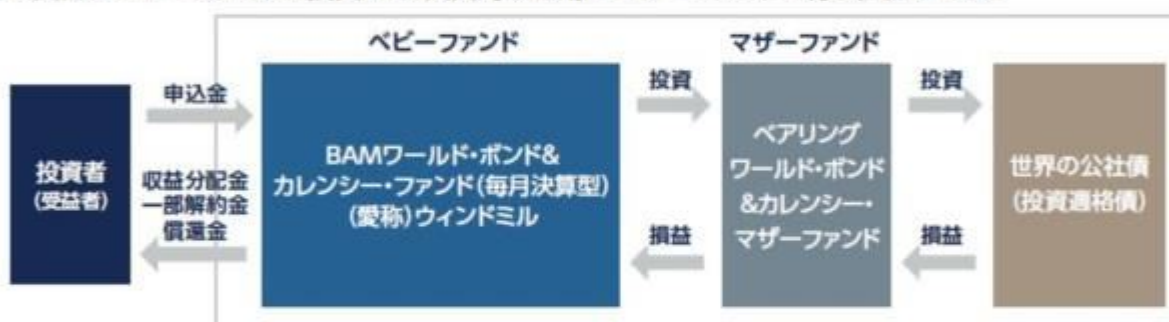 ベビーファンド
マザーファンド
投資者
(受益者)
申込金
収益分配金
一部解約金
償還金
BAMワールド・ボンド&
カレンシー・ファンド(毎月決算型)
(愛称)ウィンドミル
投資
損益
ベアリング
ワールド・ボンド
&カレンシー・
マザーファンド
投資
損益
世界の公社債
(投資適格債)